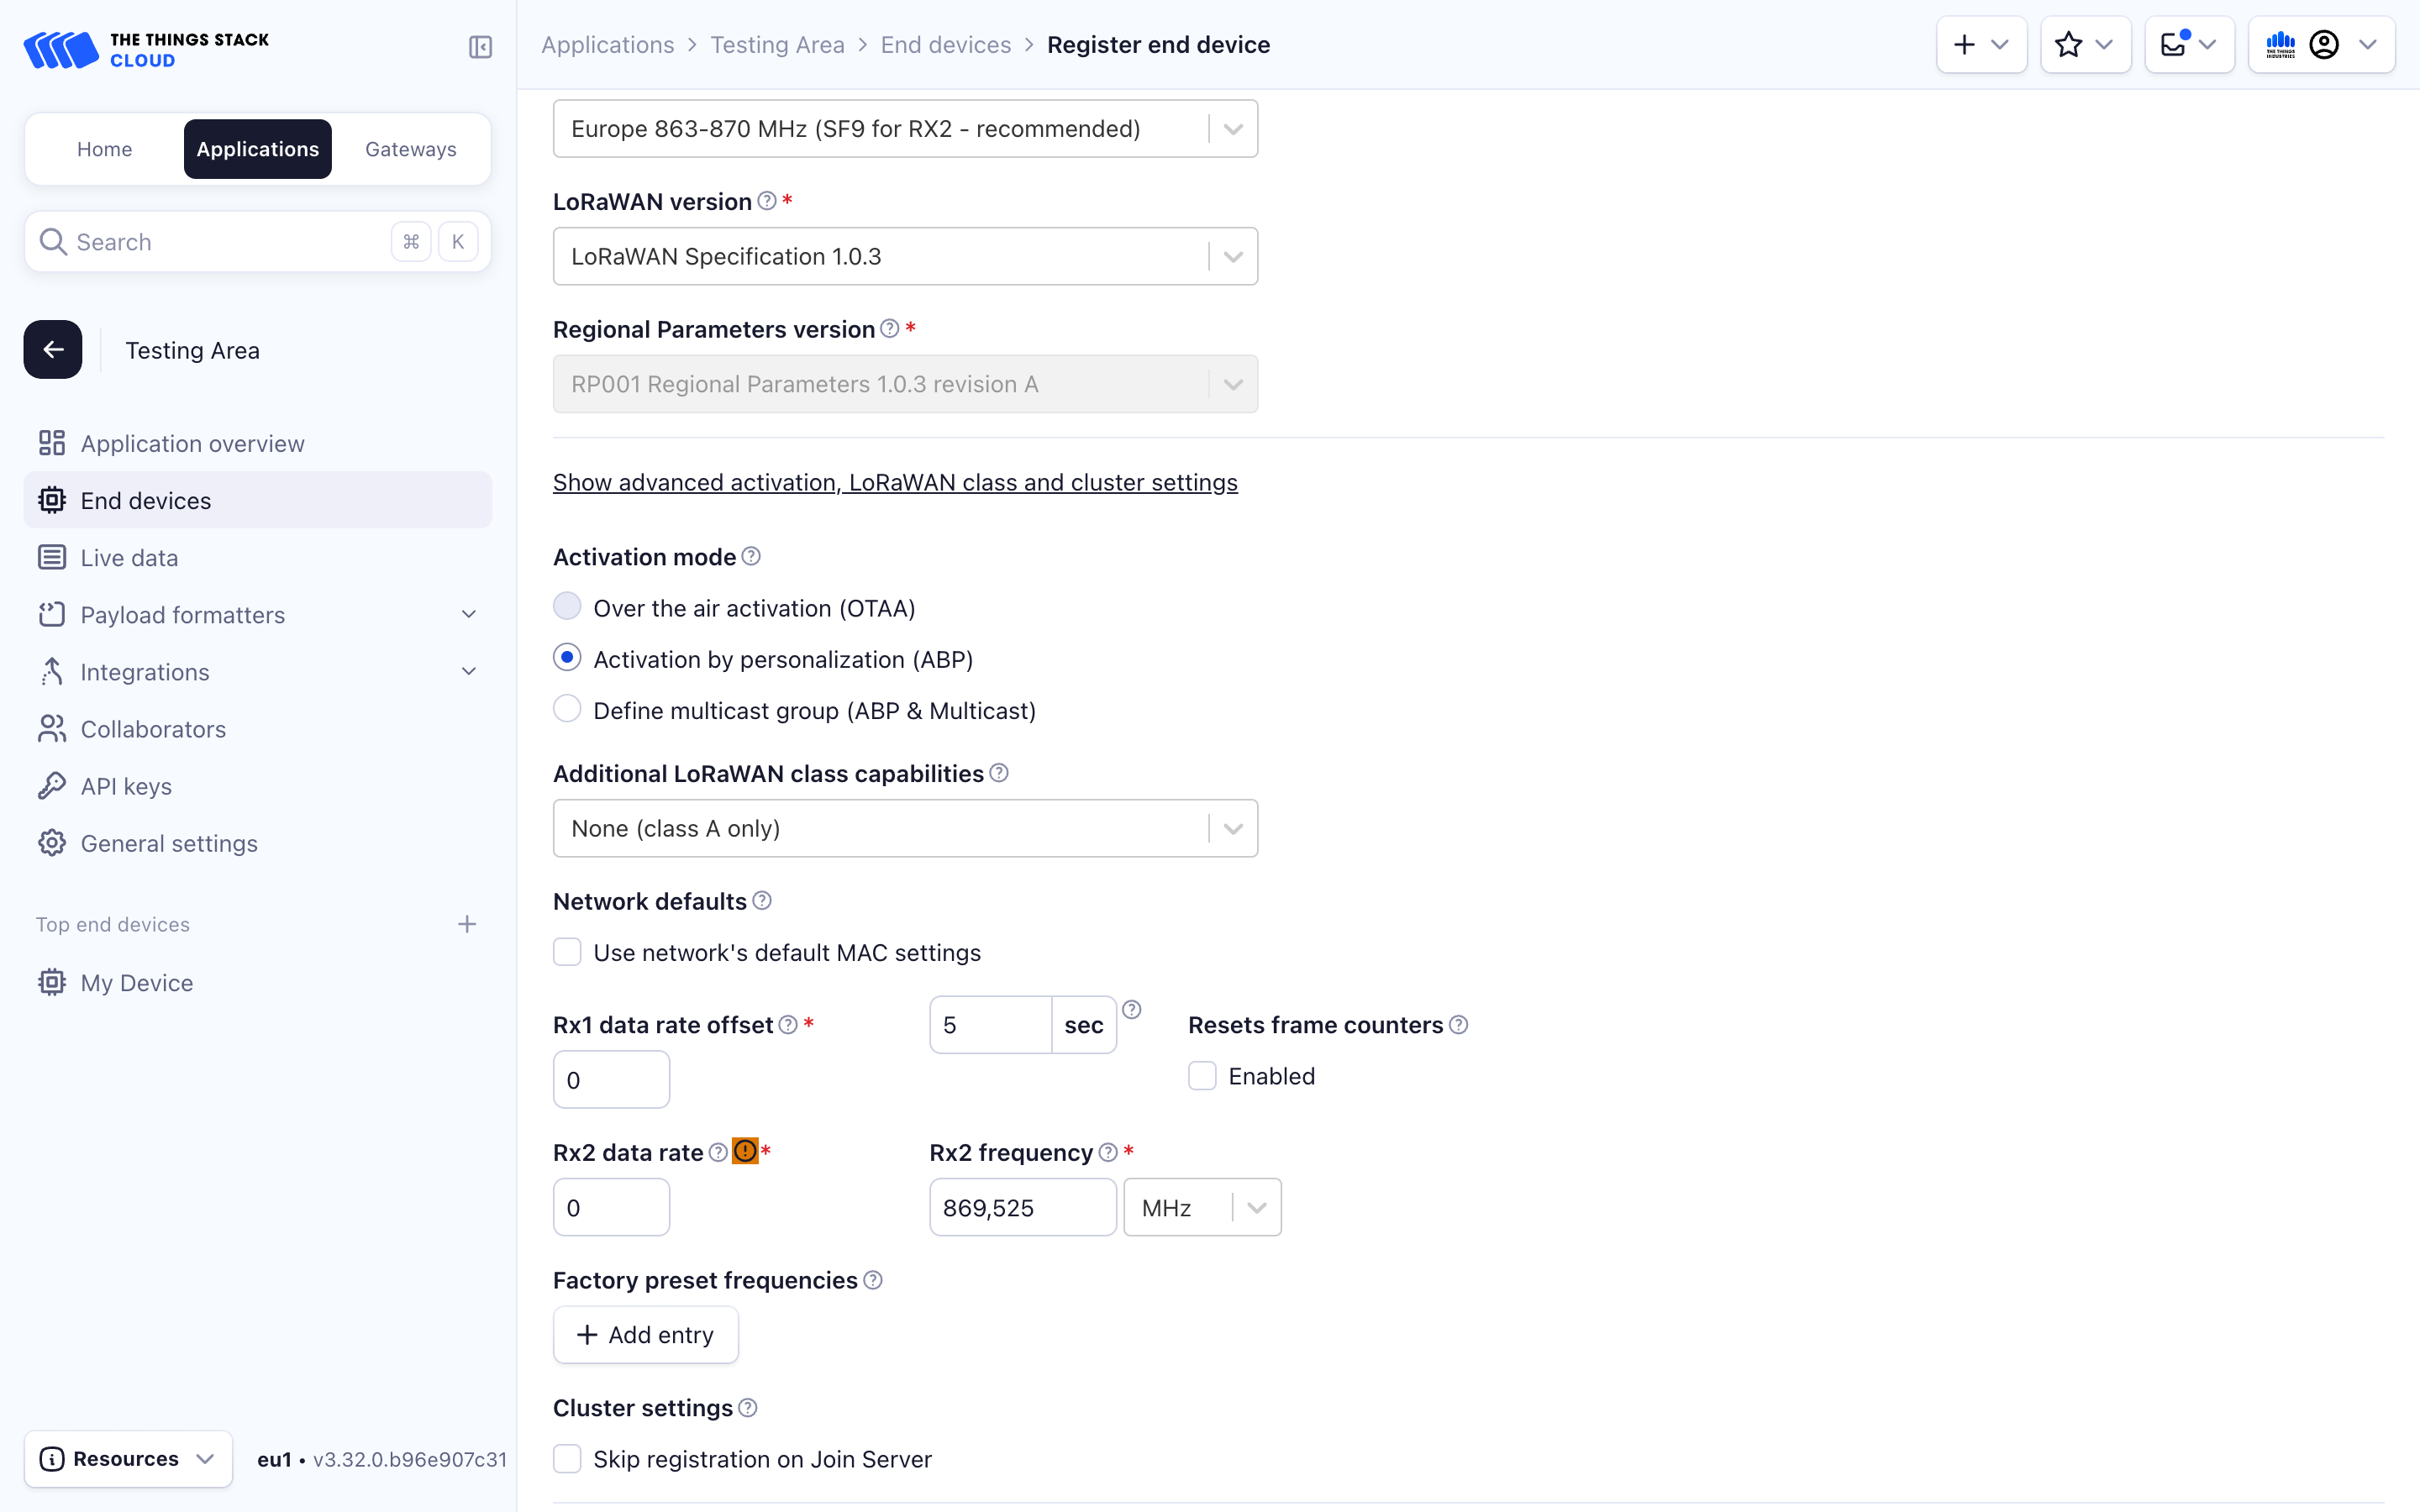 THE THINGS STACK
CLOUD
Applications > Testing Area > End devices > Register end device
THE THINGS INDUSTRIES
Home
Applications
Gateways
Search
⌘ K
Testing Area
Application overview
End devices
Live data
Payload formatters
Integrations
Collaborators
API keys
General settings
Top end devices
My Device
Resources
eu1 • v3.32.0.b96e907c31
Europe 863-870 MHz (SF9 for RX2 - recommended)
LoRaWAN version *
LoRaWAN Specification 1.0.3
Regional Parameters version *
RP001 Regional Parameters 1.0.3 revision A
Show advanced activation, LoRaWAN class and cluster settings
Activation mode
Over the air activation (OTAA)
Activation by personalization (ABP)
Define multicast group (ABP & Multicast)
Additional LoRaWAN class capabilities
None (class A only)
Network defaults
Use network's default MAC settings
Rx1 data rate offset *
0
5 sec
Resets frame counters
Enabled
Rx2 data rate *
0
Rx2 frequency *
869,525 MHz
Factory preset frequencies
+ Add entry
Cluster settings
Skip registration on Join Server